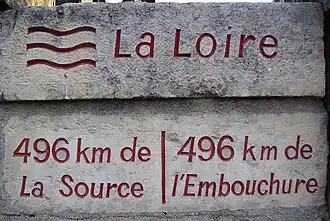 La Loire
496 km de
La Source
496 km de
l'Embouchure